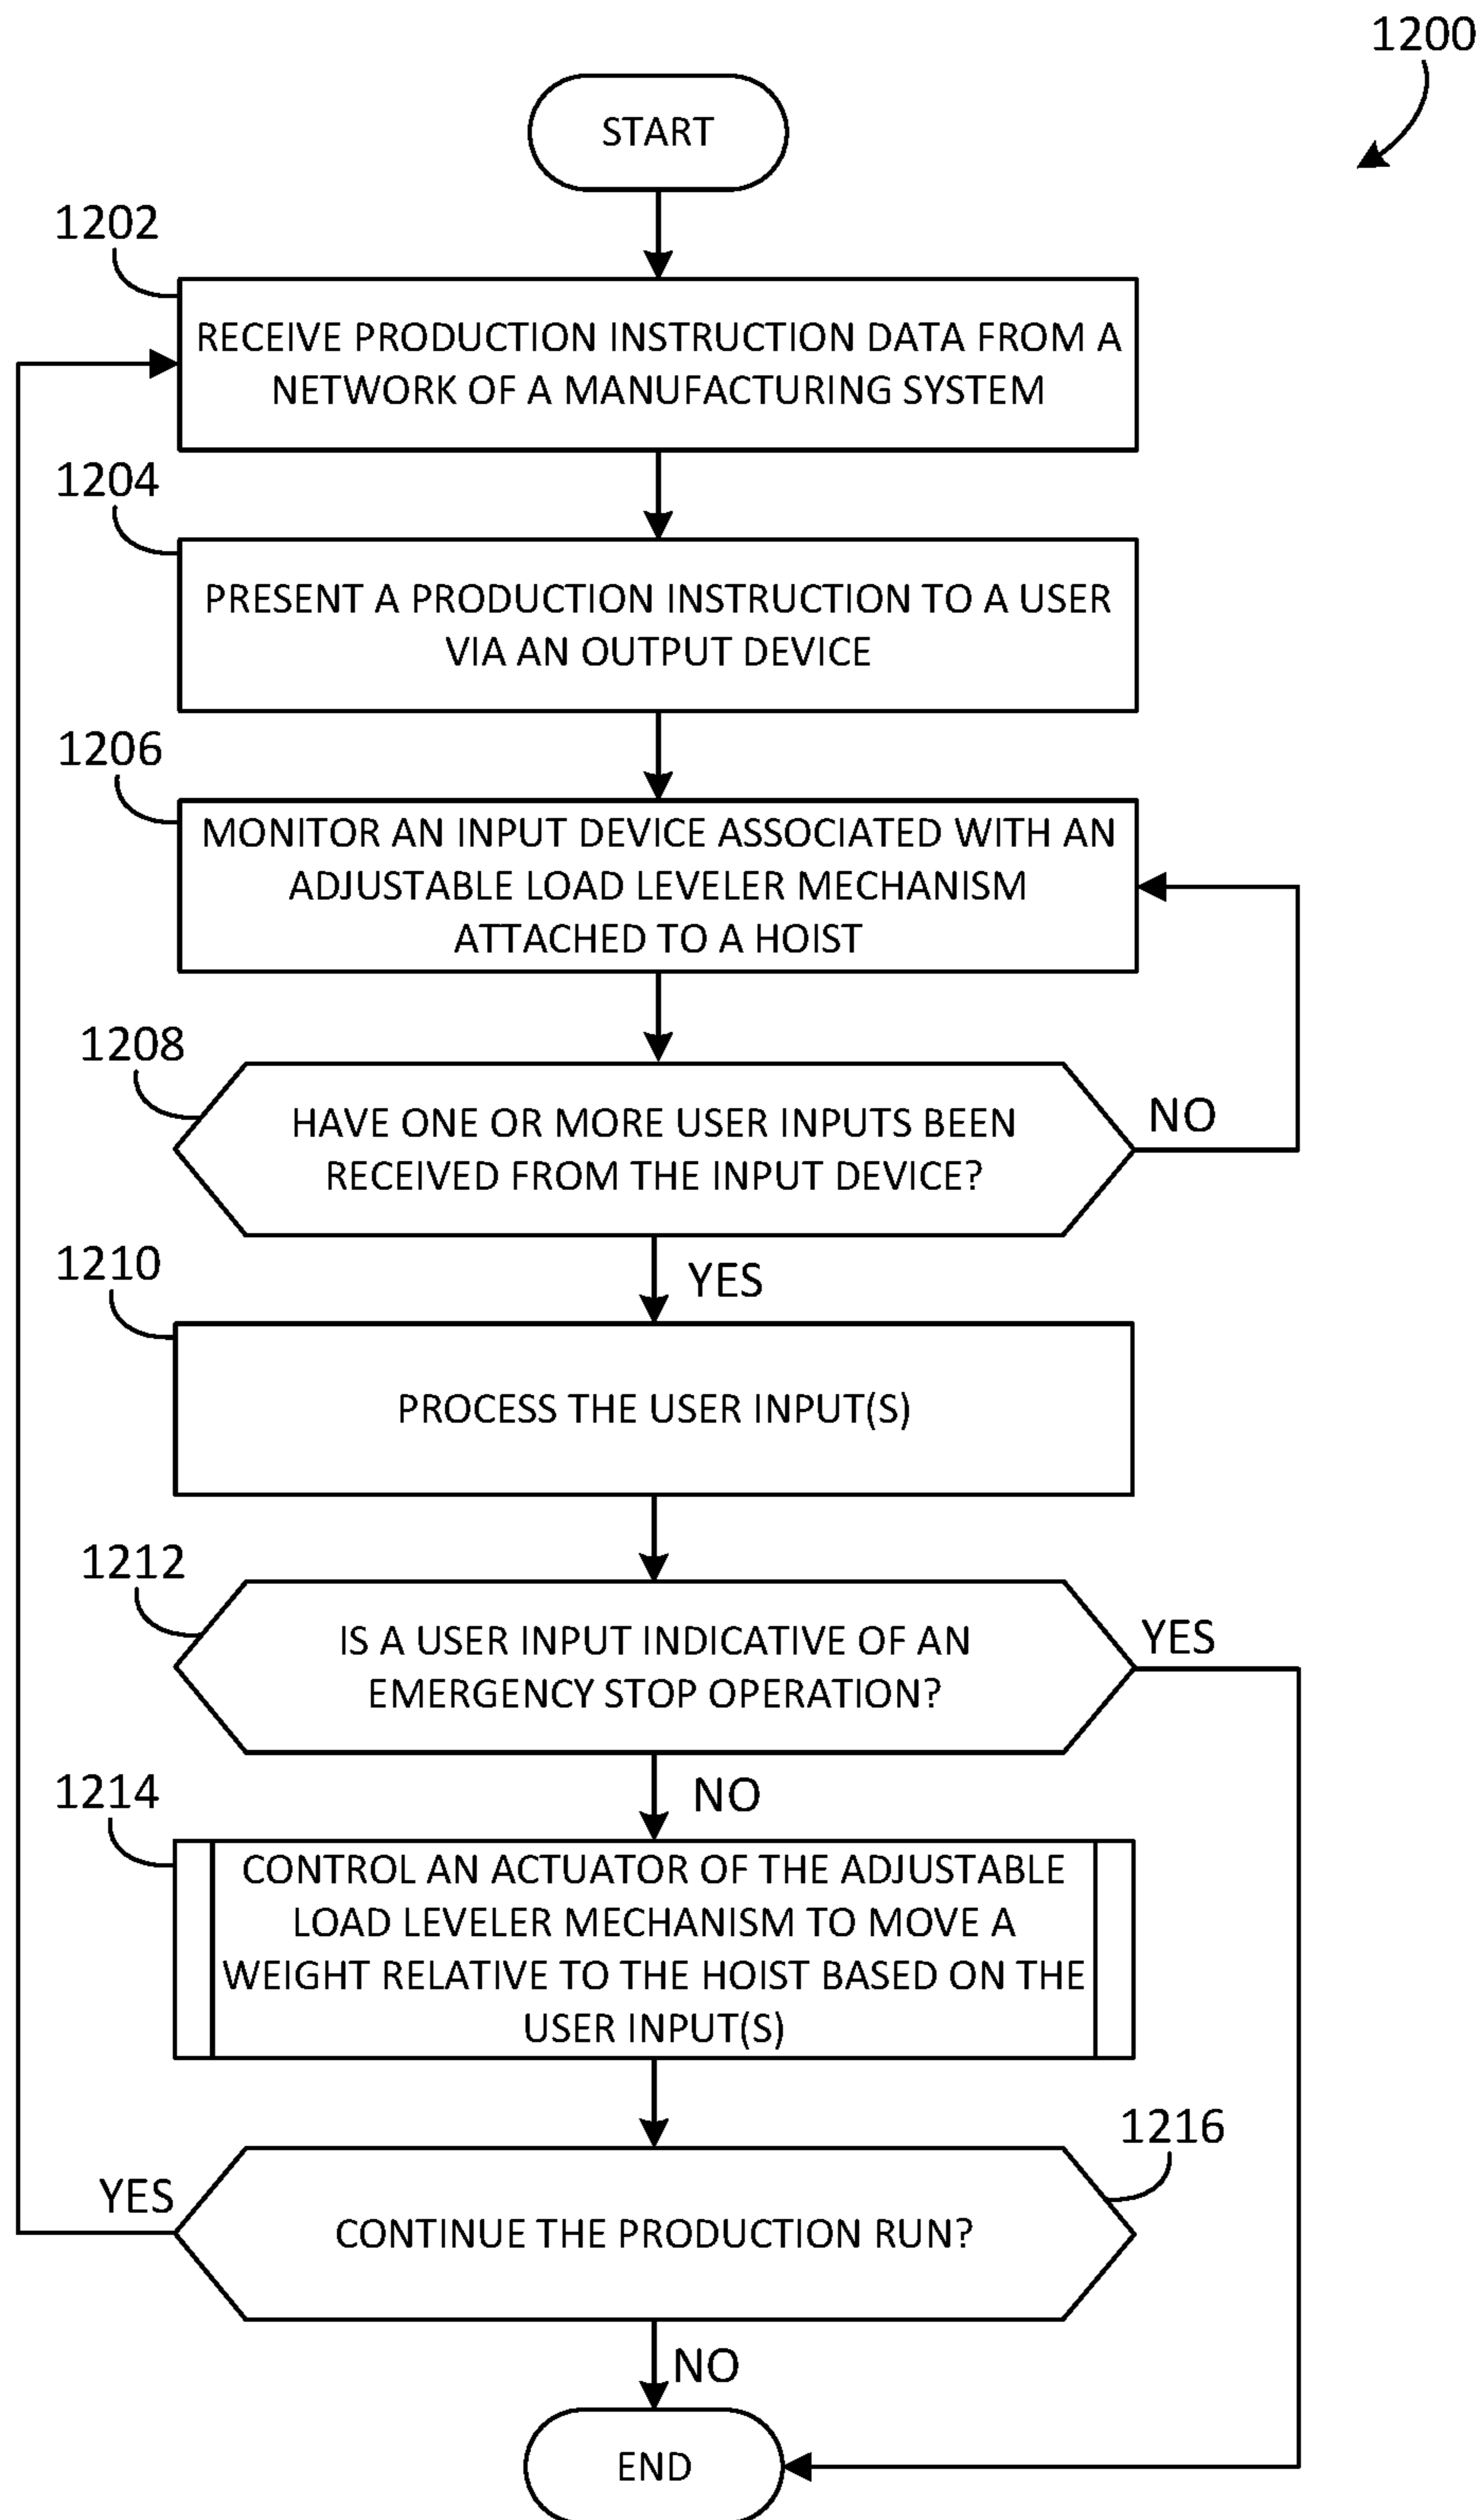 1200
START
1202
RECEIVE PRODUCTION INSTRUCTION DATA FROM A
NETWORK OF A MANUFACTURING SYSTEM
1204
PRESENT A PRODUCTION INSTRUCTION TO A USER
VIA AN OUTPUT DEVICE
1206
MONITOR AN INPUT DEVICE ASSOCIATED WITH AN
ADJUSTABLE LOAD LEVELER MECHANISM
ATTACHED TO A HOIST
1208
HAVE ONE OR MORE USER INPUTS BEEN
RECEIVED FROM THE INPUT DEVICE?
NO
YES
1210
PROCESS THE USER INPUT(S)
1212
IS A USER INPUT INDICATIVE OF AN
EMERGENCY STOP OPERATION?
YES
NO
1214
CONTROL AN ACTUATOR OF THE ADJUSTABLE
LOAD LEVELER MECHANISM TO MOVE A
WEIGHT RELATIVE TO THE HOIST BASED ON THE
USER INPUT(S)
1216
YES
CONTINUE THE PRODUCTION RUN?
NO
END